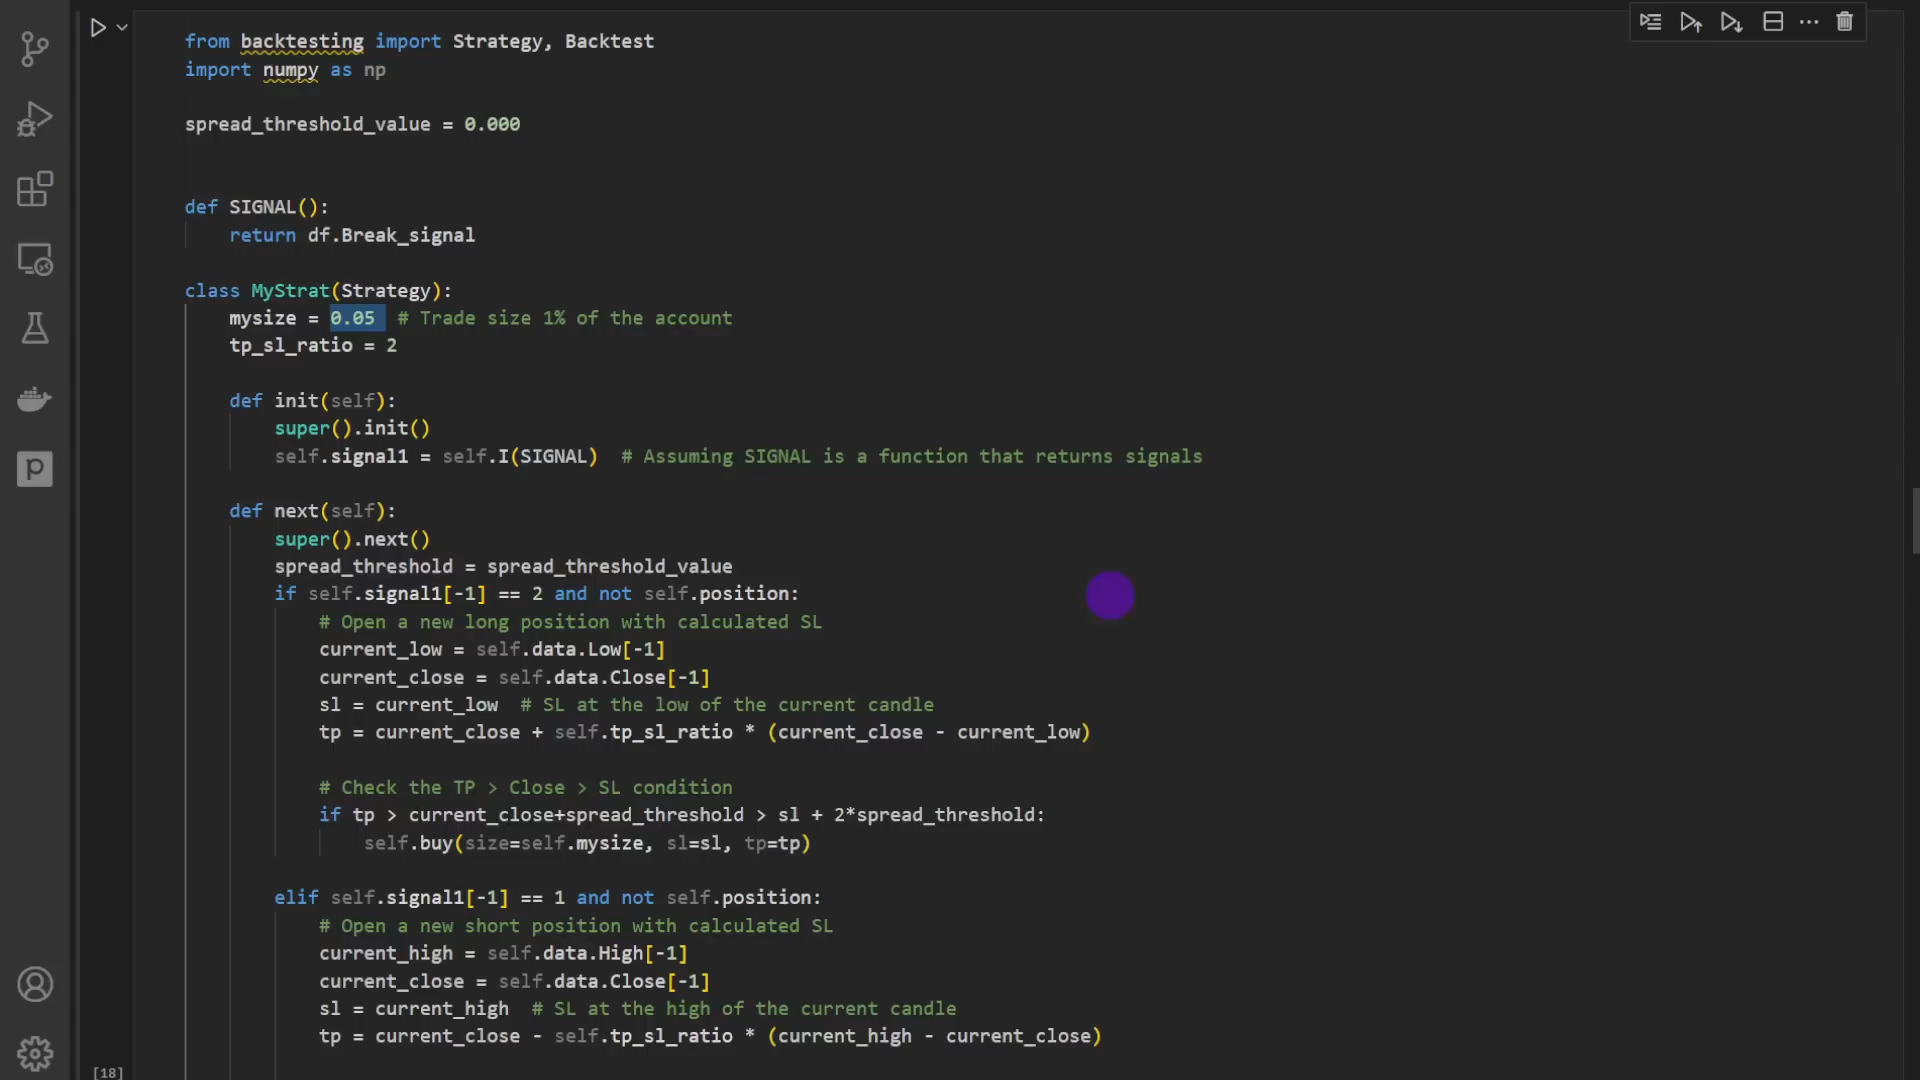 from backtesting import Strategy, Backtest
import numpy as np
spread_threshold_value = 0.000
def SIGNAL():
    return df.Break_signal
class MyStrat(Strategy):
    mysize = 0.05  # Trade size 1% of the account
    tp_sl_ratio = 2
    def init(self):
        super().init()
        self.signal1 = self.I(SIGNAL)  # Assuming SIGNAL is a function that returns signals
    def next(self):
        super().next()
        spread_threshold = spread_threshold_value
        if self.signal1[-1] == 2 and not self.position:
            # Open a new long position with calculated SL
            current_low = self.data.Low[-1]
            current_close = self.data.Close[-1]
            sl = current_low  # SL at the low of the current candle
            tp = current_close + self.tp_sl_ratio * (current_close - current_low)
            # Check the TP > Close > SL condition
            if tp > current_close+spread_threshold > sl + 2*spread_threshold:
                self.buy(size=self.mysize, sl=sl, tp=tp)
        elif self.signal1[-1] == 1 and not self.position:
            # Open a new short position with calculated SL
            current_high = self.data.High[-1]
            current_close = self.data.Close[-1]
            sl = current_high  # SL at the high of the current candle
            tp = current_close - self.tp_sl_ratio * (current_high - current_close)
[18]